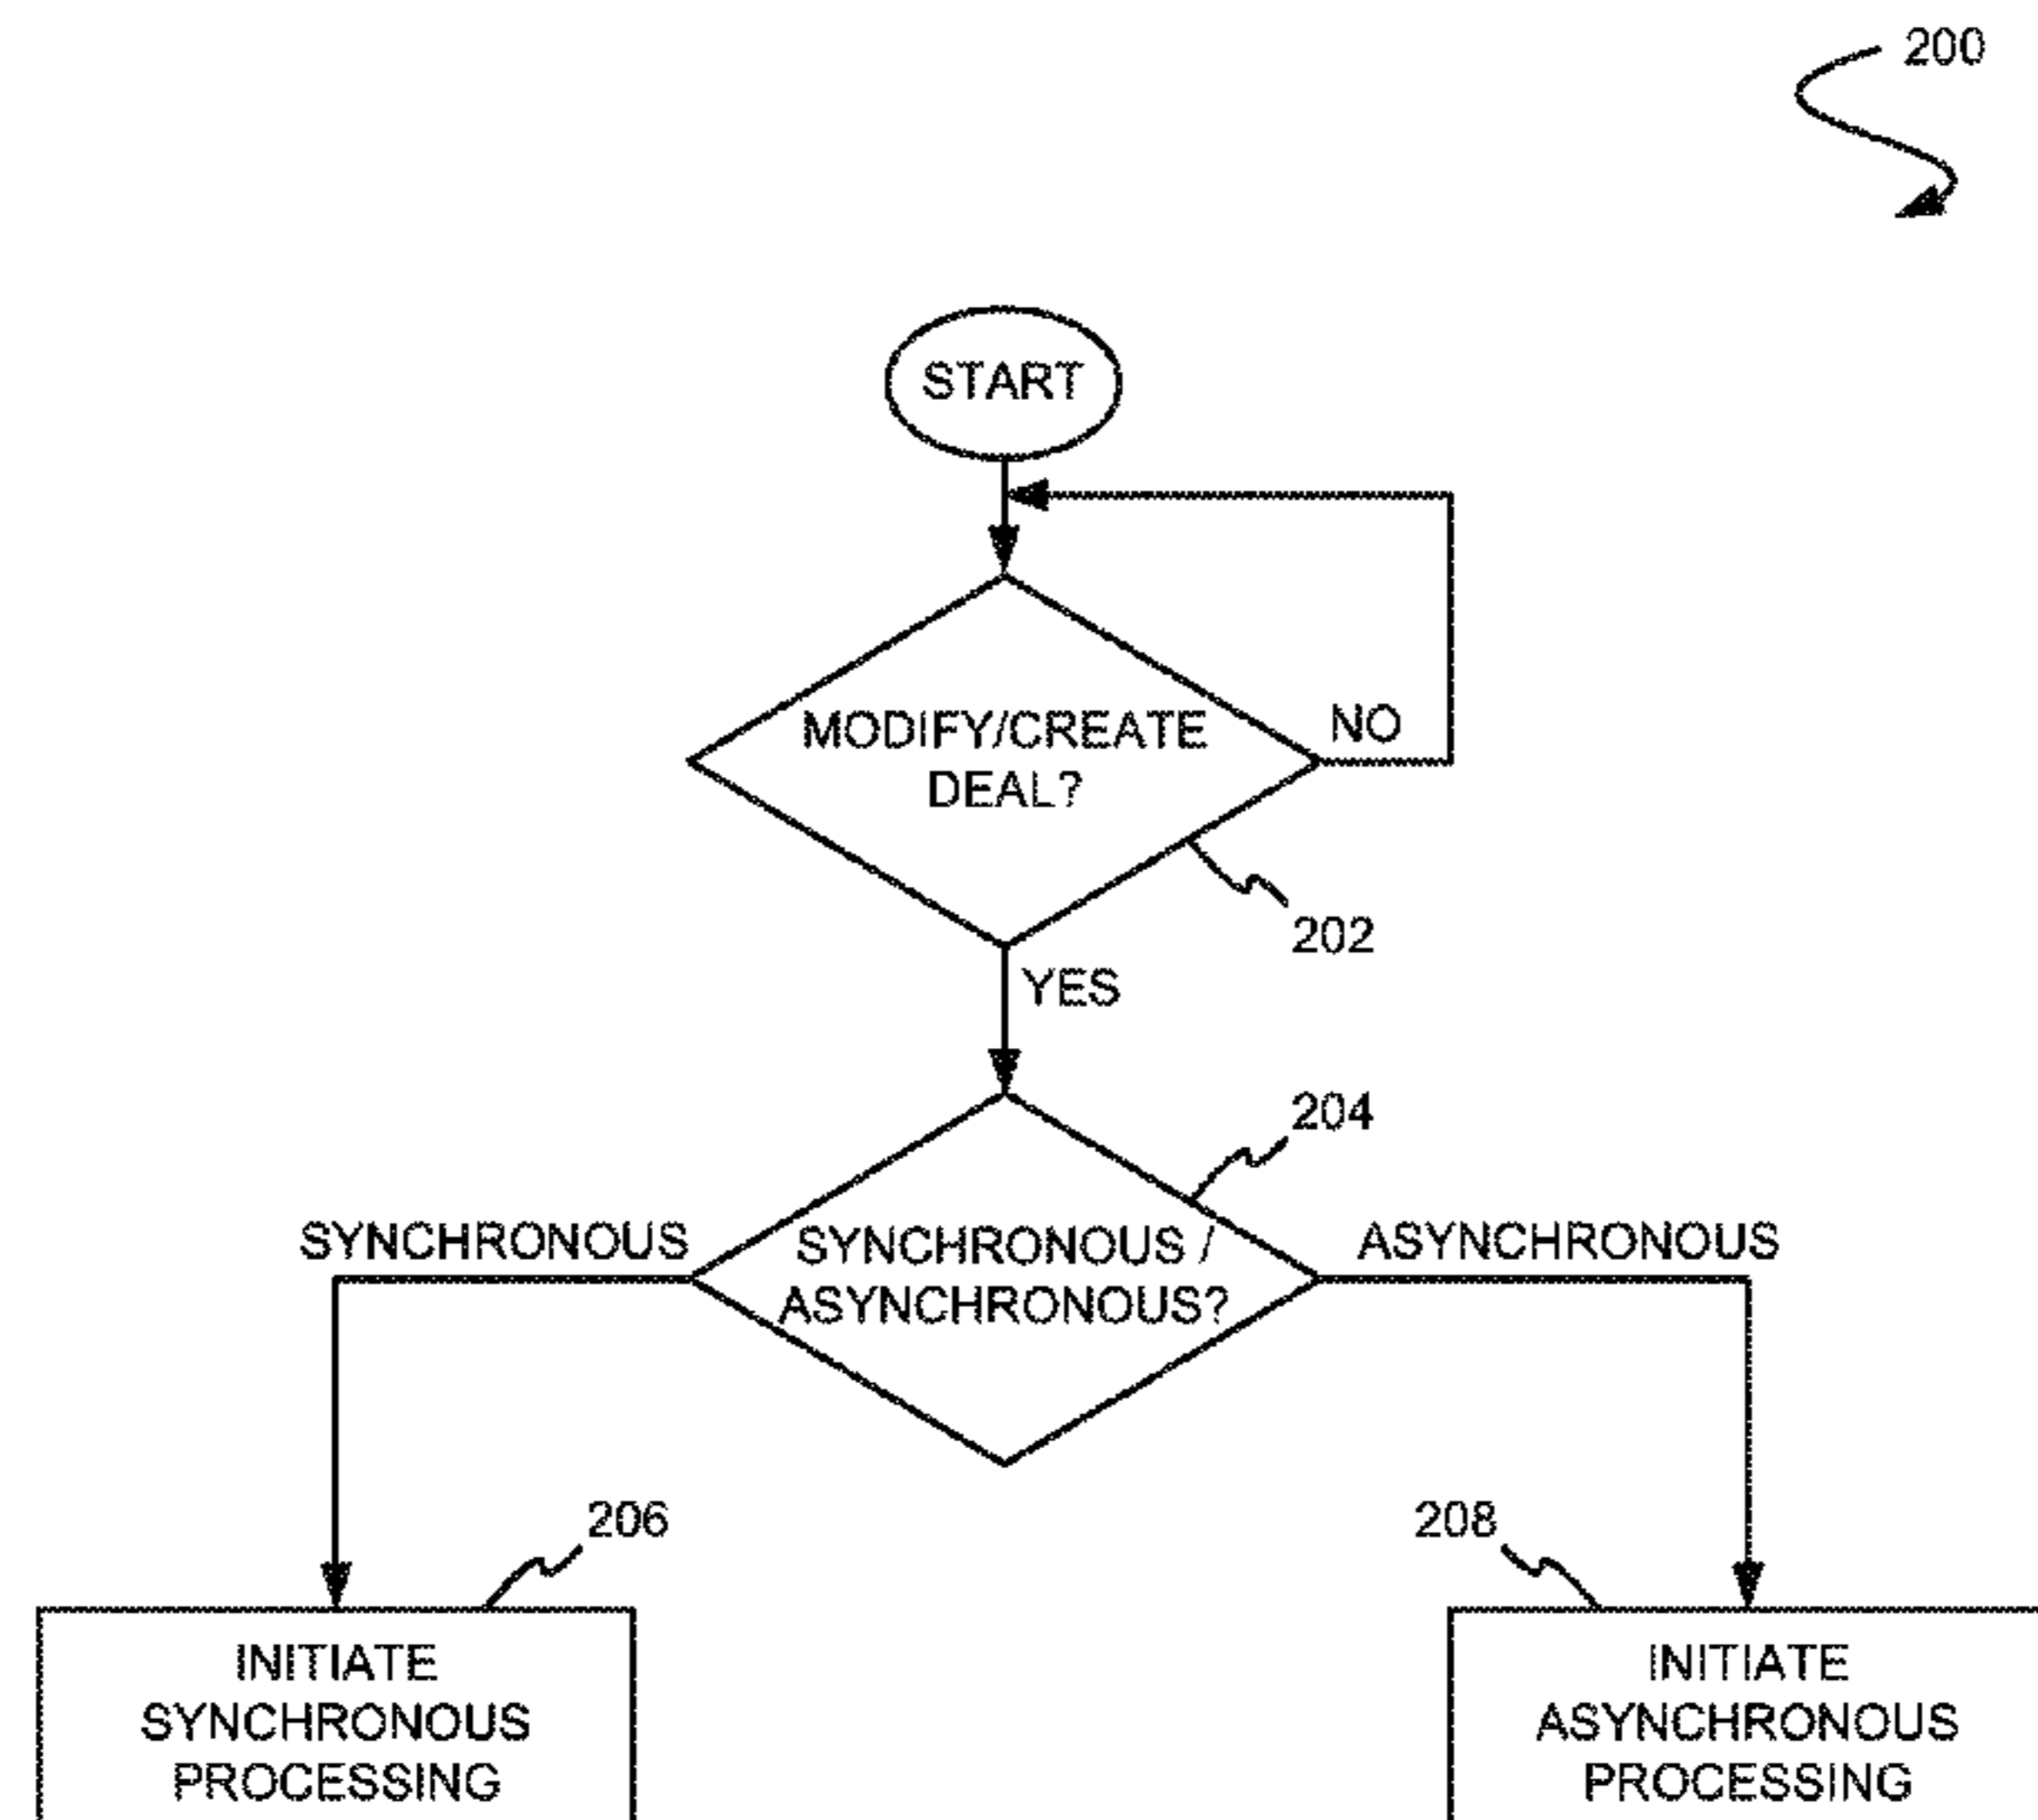 200
START
MODIFY/CREATE
DEAL?
NO
202
YES
204
SYNCHRONOUS
SYNCHRONOUS /
ASYNCHRONOUS?
ASYNCHRONOUS
206
208
INITIATE
SYNCHRONOUS
PROCESSING
INITIATE
ASYNCHRONOUS
PROCESSING